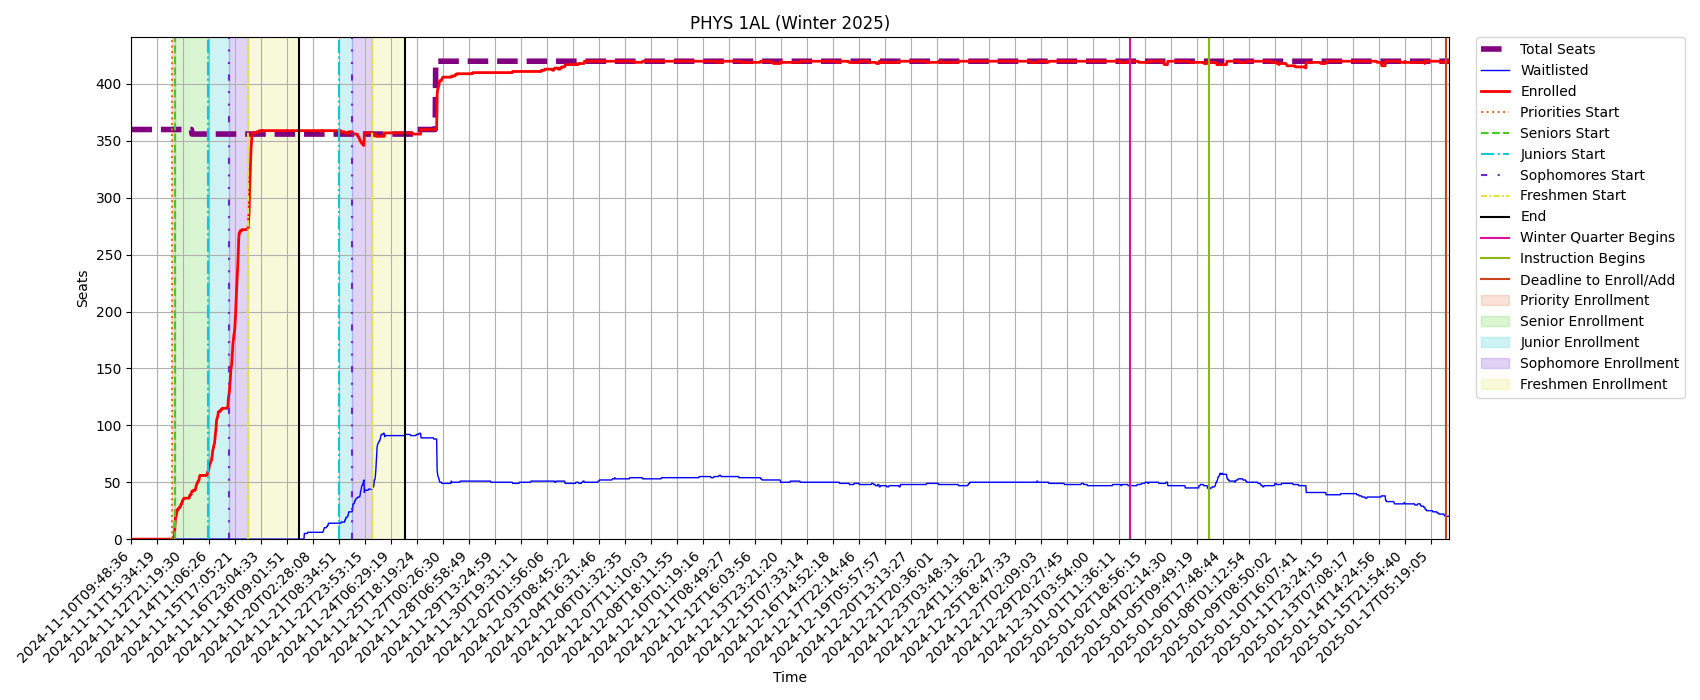 PHYS 1AL (Winter 2025)
Seats
400
350
300
250
200
150
100
50
0
2024-11-10T09:48:36
2024-11-11T15:34:19
2024-11-12T21:19:30
2024-11-14T11:06:26
2024-11-15T17:05:21
2024-11-16T23:04:33
2024-11-18T09:01:51
2024-11-20T02:28:08
2024-11-21T08:34:51
2024-11-22T23:53:15
2024-11-24T06:29:19
2024-11-25T18:19:24
2024-11-27T00:26:30
2024-11-28T06:58:49
2024-11-29T13:24:59
2024-11-30T19:31:11
2024-12-02T01:56:06
2024-12-03T08:45:22
2024-12-04T16:31:46
2024-12-06T01:32:35
2024-12-07T11:10:03
2024-12-08T18:11:55
2024-12-10T01:19:16
2024-12-11T08:49:27
2024-12-12T16:03:56
2024-12-13T23:21:20
2024-12-15T07:33:14
2024-12-16T14:52:18
2024-12-17T22:14:46
2024-12-19T05:57:57
2024-12-20T13:13:27
2024-12-21T20:36:01
2024-12-23T03:48:31
2024-12-24T11:36:22
2024-12-25T18:47:33
2024-12-27T02:09:03
2024-12-29T20:27:45
2024-12-31T03:54:00
2025-01-01T11:36:11
2025-01-02T18:56:15
2025-01-04T02:14:30
2025-01-05T09:49:19
2025-01-06T17:48:44
2025-01-08T01:12:54
2025-01-09T08:50:02
2025-01-10T16:07:41
2025-01-11T23:24:15
2025-01-13T07:08:17
2025-01-14T14:24:56
2025-01-15T21:54:40
2025-01-17T05:19:05
Time
Total Seats
Waitlisted
Enrolled
Priorities Start
Seniors Start
Juniors Start
Sophomores Start
Freshmen Start
End
Winter Quarter Begins
Instruction Begins
Deadline to Enroll/Add
Priority Enrollment
Senior Enrollment
Junior Enrollment
Sophomore Enrollment
Freshmen Enrollment